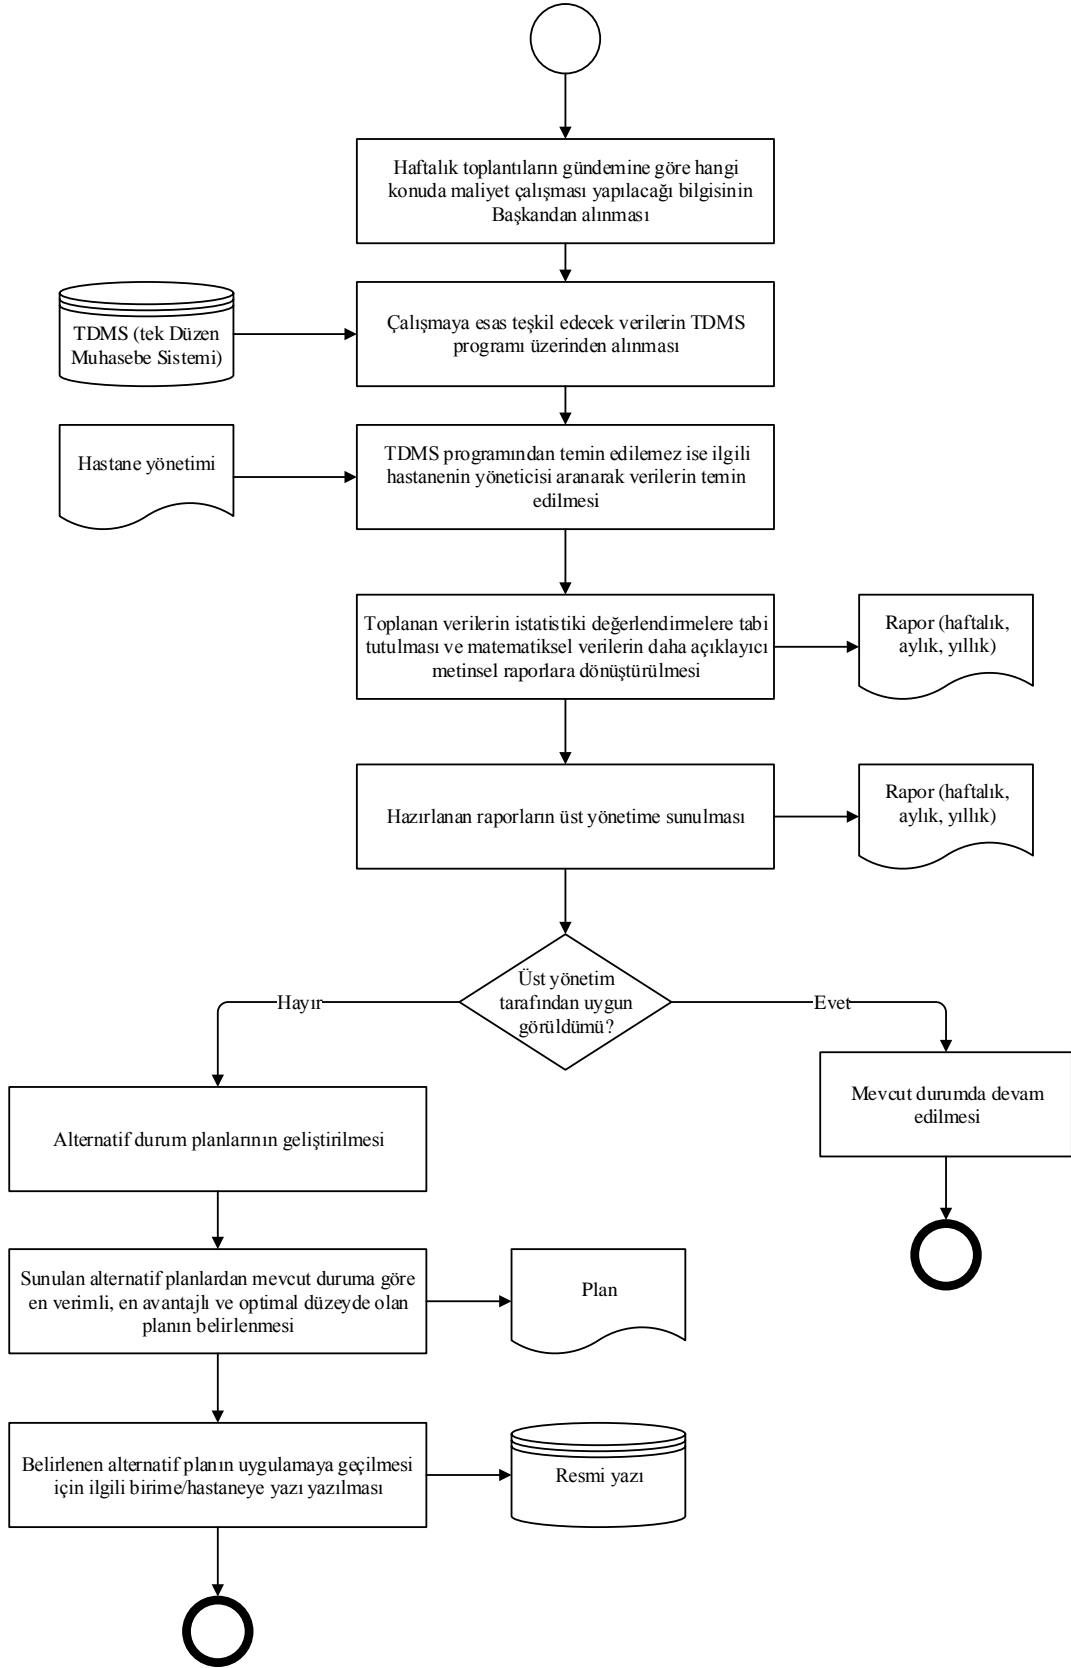 Haftalık toplantıların gündemine göre hangi
konuda maliyet çalışması yapılacağı bilgisinin
Başkandan alınması
TDMS (tek Düzen
Muhasebe Sistemi)
Çalışmaya esas teşkil edecek verilerin TDMS
programı üzerinden alınması
Hastane yönetimi
TDMS programından temin edilemez ise ilgili
hastanenin yöneticisi aranarak verilerin temin
edilmesi
Toplanan verilerin istatistiki değerlendirmelere tabi
tutulması ve matematiksel verilerin daha açıklayıcı
metinsel raporlara dönüştürülmesi
Rapor (haftalık,
aylık, yıllık)
Hazırlanan raporların üst yönetime sunulması
Rapor (haftalık,
aylık, yıllık)
Üst yönetim
tarafından uygun
görüldümü?
Hayır
Evet
Mevcut durumda devam
edilmesi
Alternatif durum planlarının geliştirilmesi
Sunulan alternatif planlardan mevcut duruma göre
en verimli, en avantajlı ve optimal düzeyde olan
planın belirlenmesi
Plan
Belirlenen alternatif planın uygulamaya geçilmesi
için ilgili birime/hastaneye yazı yazılması
Resmi yazı